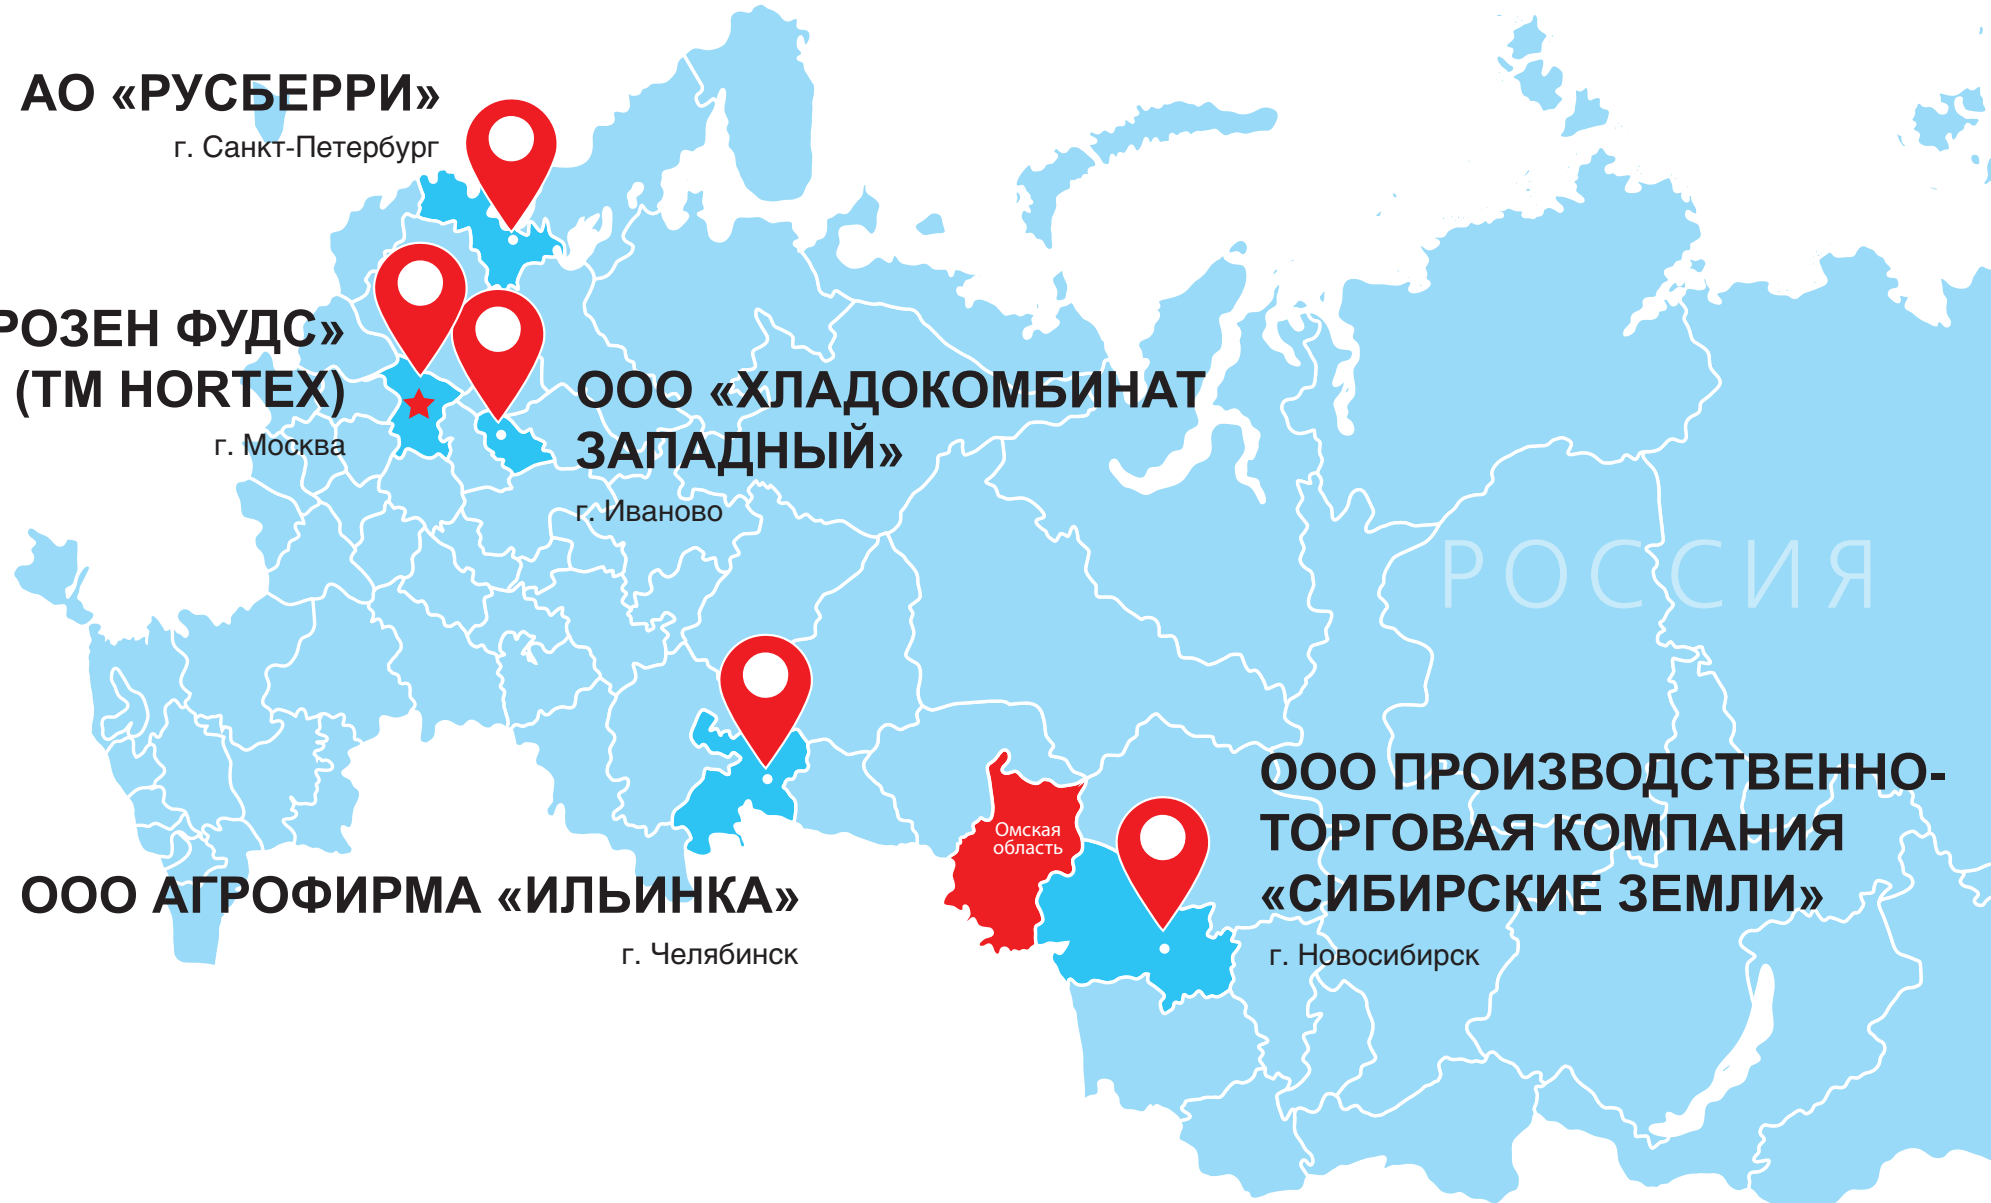 АО «РУСБЕРРИ»
г. Санкт-Петербург
РОЗЕН ФУДС»
(ТМ HORTEX)
г. Москва
ООО «ХЛАДОКОМБИНАТ
ЗАПАДНЫЙ»
г. Иваново
РОССИЯ
ООО ПРОИЗВОДСТВЕННО-
ТОРГОВАЯ КОМПАНИЯ
«СИБИРСКИЕ ЗЕМЛИ»
г. Новосибирск
Омская
область
ООО АГРОФИРМА «ИЛЬИНКА»
г. Челябинск